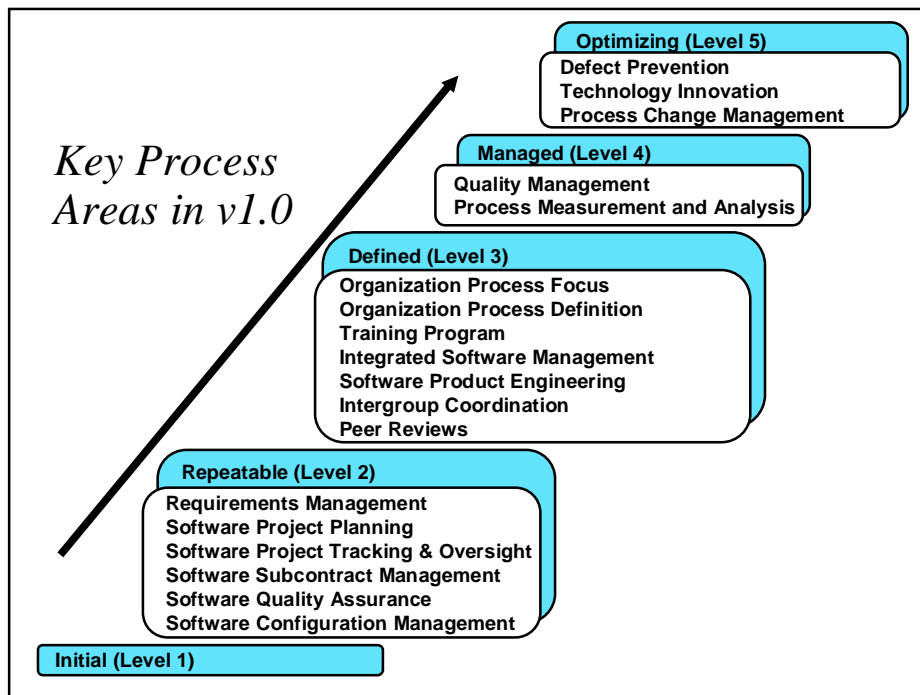 Key Process
Areas in v1.0
Optimizing (Level 5)
Defect Prevention
Technology Innovation
Process Change Management
Managed (Level 4)
Quality Management
Process Measurement and Analysis
Defined (Level 3)
Organization Process Focus
Organization Process Definition
Training Program
Integrated Software Management
Software Product Engineering
Intergroup Coordination
Peer Reviews
Repeatable (Level 2)
Requirements Management
Software Project Planning
Software Project Tracking & Oversight
Software Subcontract Management
Software Quality Assurance
Software Configuration Management
Initial (Level 1)